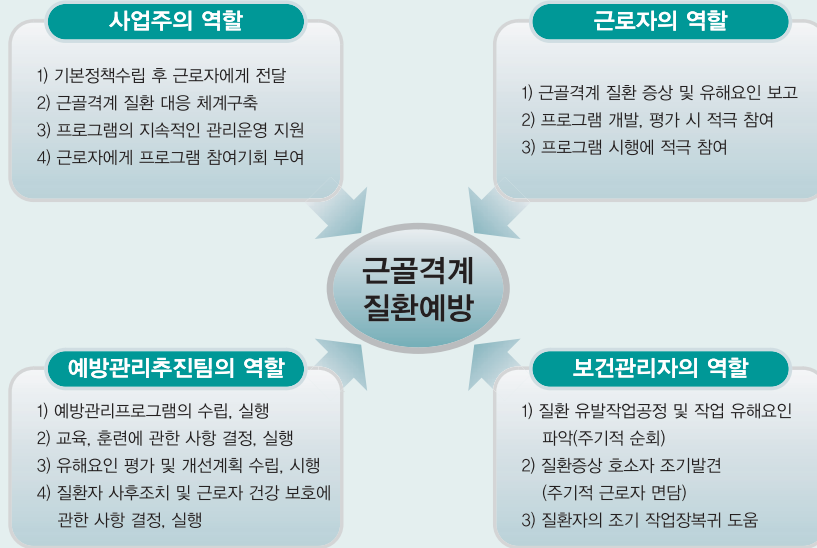 사업주의 역할
1) 기본정책수립 후 근로자에게 전달
2) 근골격계 질환 대응 체계구축
3) 프로그램의 지속적인 관리운영 지원
4) 근로자에게 프로그램 참여기회 부여
근로자의 역할
1) 근골격계 질환 증상 및 유해요인 보고
2) 프로그램 개발, 평가 시 적극 참여
3) 프로그램 시행에 적극 참여
근골격계
질환예방
예방관리추진팀의 역할
1) 예방관리프로그램의 수립, 실행
2) 교육, 훈련에 관한 사항 결정, 실행
3) 유해요인 평가 및 개선계획 수립, 시행
4) 질환자 사후조치 및 근로자 건강 보호에
관한 사항 결정, 실행
보건관리자의 역할
1) 질환 유발작업공정 및 작업 유해요인
파악(주기적 순회)
2) 질환증상 호소자 조기발견
(주기적 근로자 면담)
3) 질환자의 조기 작업장복귀 도움